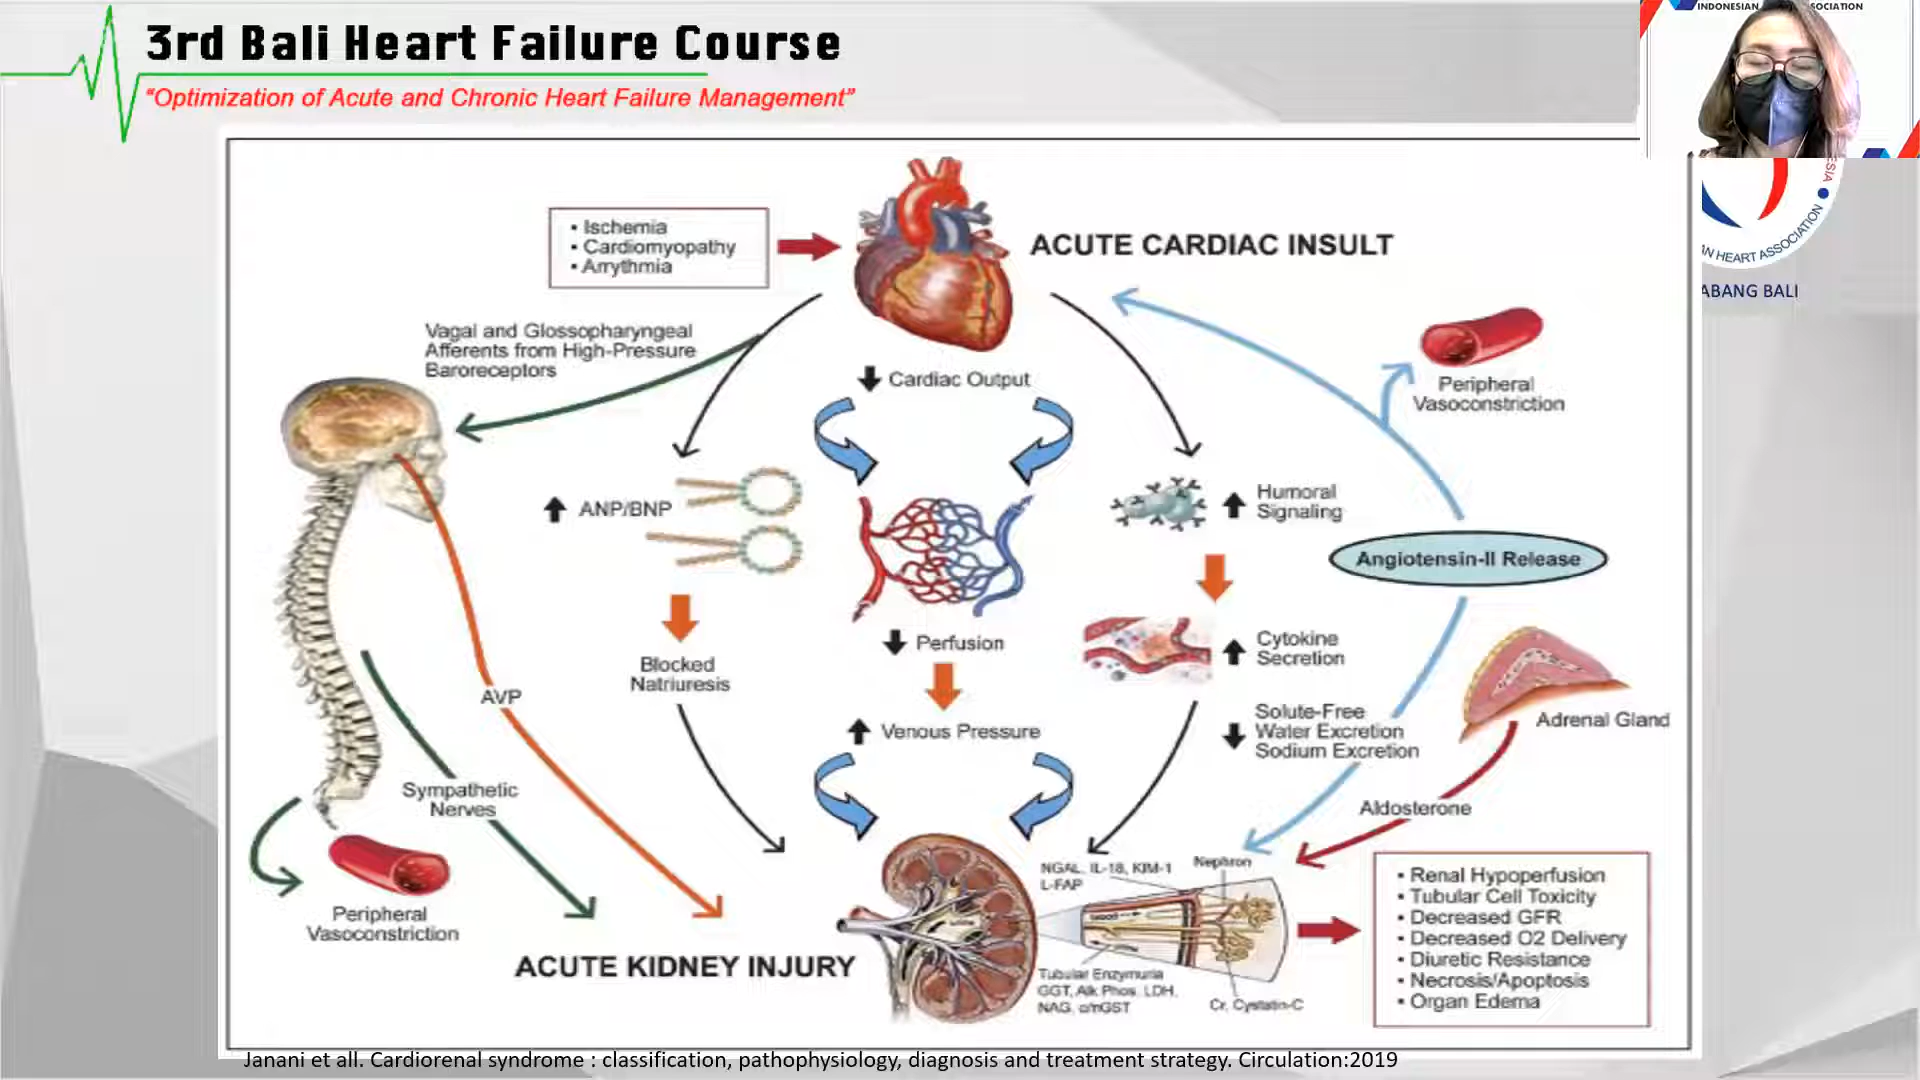 3rd Bali Heart Failure Course
"Optimization of Acute and Chronic Heart Failure Management"
INDONESIAN
SOCIATION
ESIA
AN HEART ASSOCIATION
ABANG BALI
• Ischemia
• Cardiomyopathy
• Arrythmia
ACUTE CARDIAC INSULT
Vagal and Glossopharyngeal
Afferents from High-Pressure
Baroreceptors
Cardiac Output
Peripheral
Vasoconstriction
ANP/BNP
Humoral
Signaling
Angiotensin-II Release
Perfusion
Cytokine
Secretion
Blocked
Natriuresis
AVP
Venous Pressure
Solute-Free
Water Excretion
Sodium Excretion
Adrenal Gland
Sympathetic
Nerves
Aldosterone
Peripheral
Vasoconstriction
ACUTE KIDNEY INJURY
NGAL, IL-18, KIM-1
L-FAP
Nephron
Tubular Enzymuria
GGT, Alk Phos, LDH,
NAG,
Cr, Cystatin-C
• Renal Hypoperfusion
• Tubular Cell Toxicity
• Decreased GFR
• Decreased O2 Delivery
• Diuretic Resistance
• Necrosis/Apoptosis
• Organ Edema
Janani et all. Cardiorenal syndrome : classification, pathophysiology, diagnosis and treatment strategy. Circulation:2019